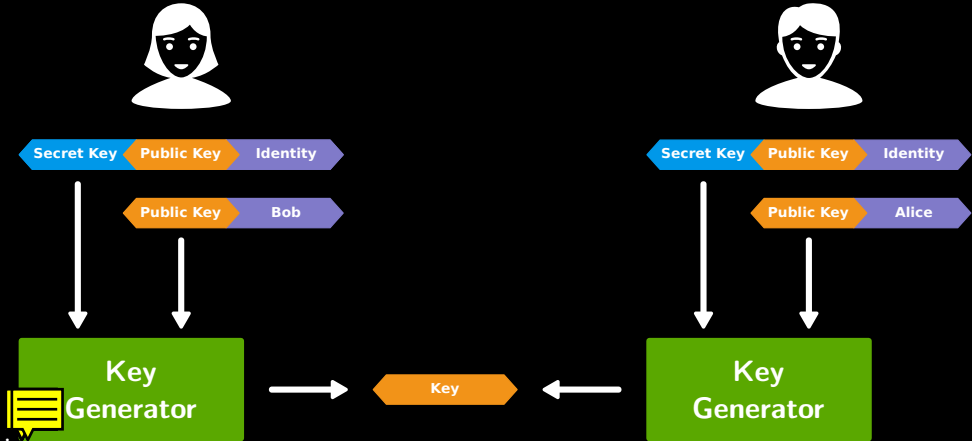 Secret Key Public Key Identity
Secret Key Public Key Identity
Public Key Bob
Public Key Alice
Key
Generator
Key
Key
Generator